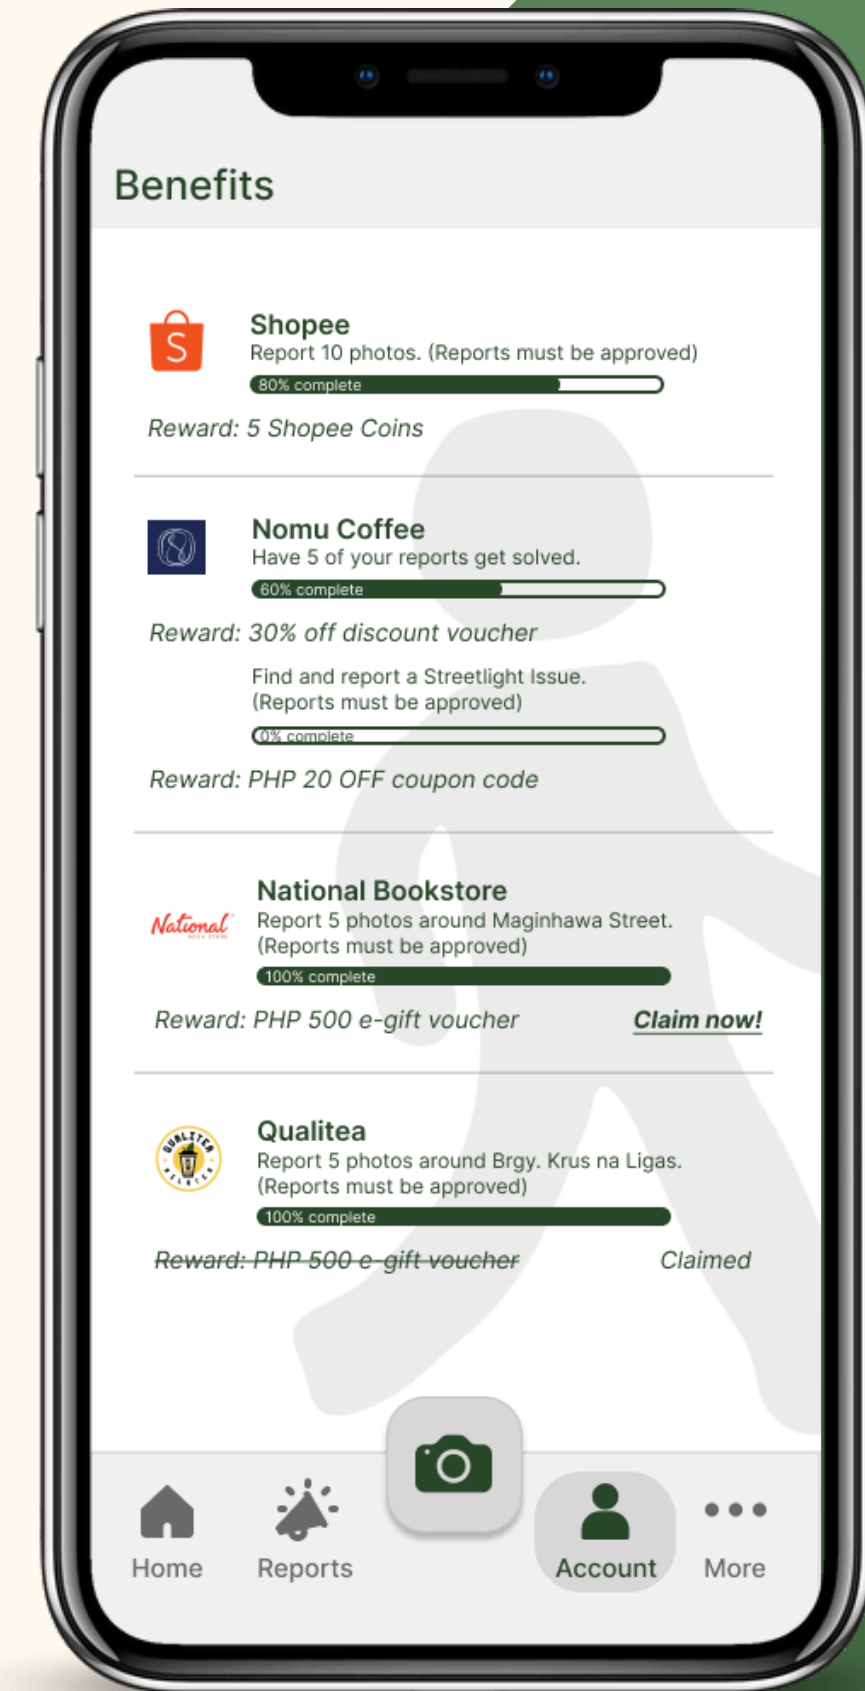 Benefits
S
Shopee
Report 10 photos. (Reports must be approved)
80% complete
Reward: 5 Shopee Coins
Nomu Coffee
Have 5 of your reports get solved.
60% complete
Reward: 30% off discount voucher
Find and report a Streetlight Issue.
(Reports must be approved)
0% complete
Reward: PHP 20 OFF coupon code
National Bookstore
National
BOOK STORE
Report 5 photos around Maginhawa Street.
(Reports must be approved)
100% complete
Reward: PHP 500 e-gift voucher Claim now!
Qualitea
QUALITEA
Report 5 photos around Brgy. Krus na Ligas.
(Reports must be approved)
100% complete
Reward: PHP 500 e-gift voucher Claimed
Home Reports Account More